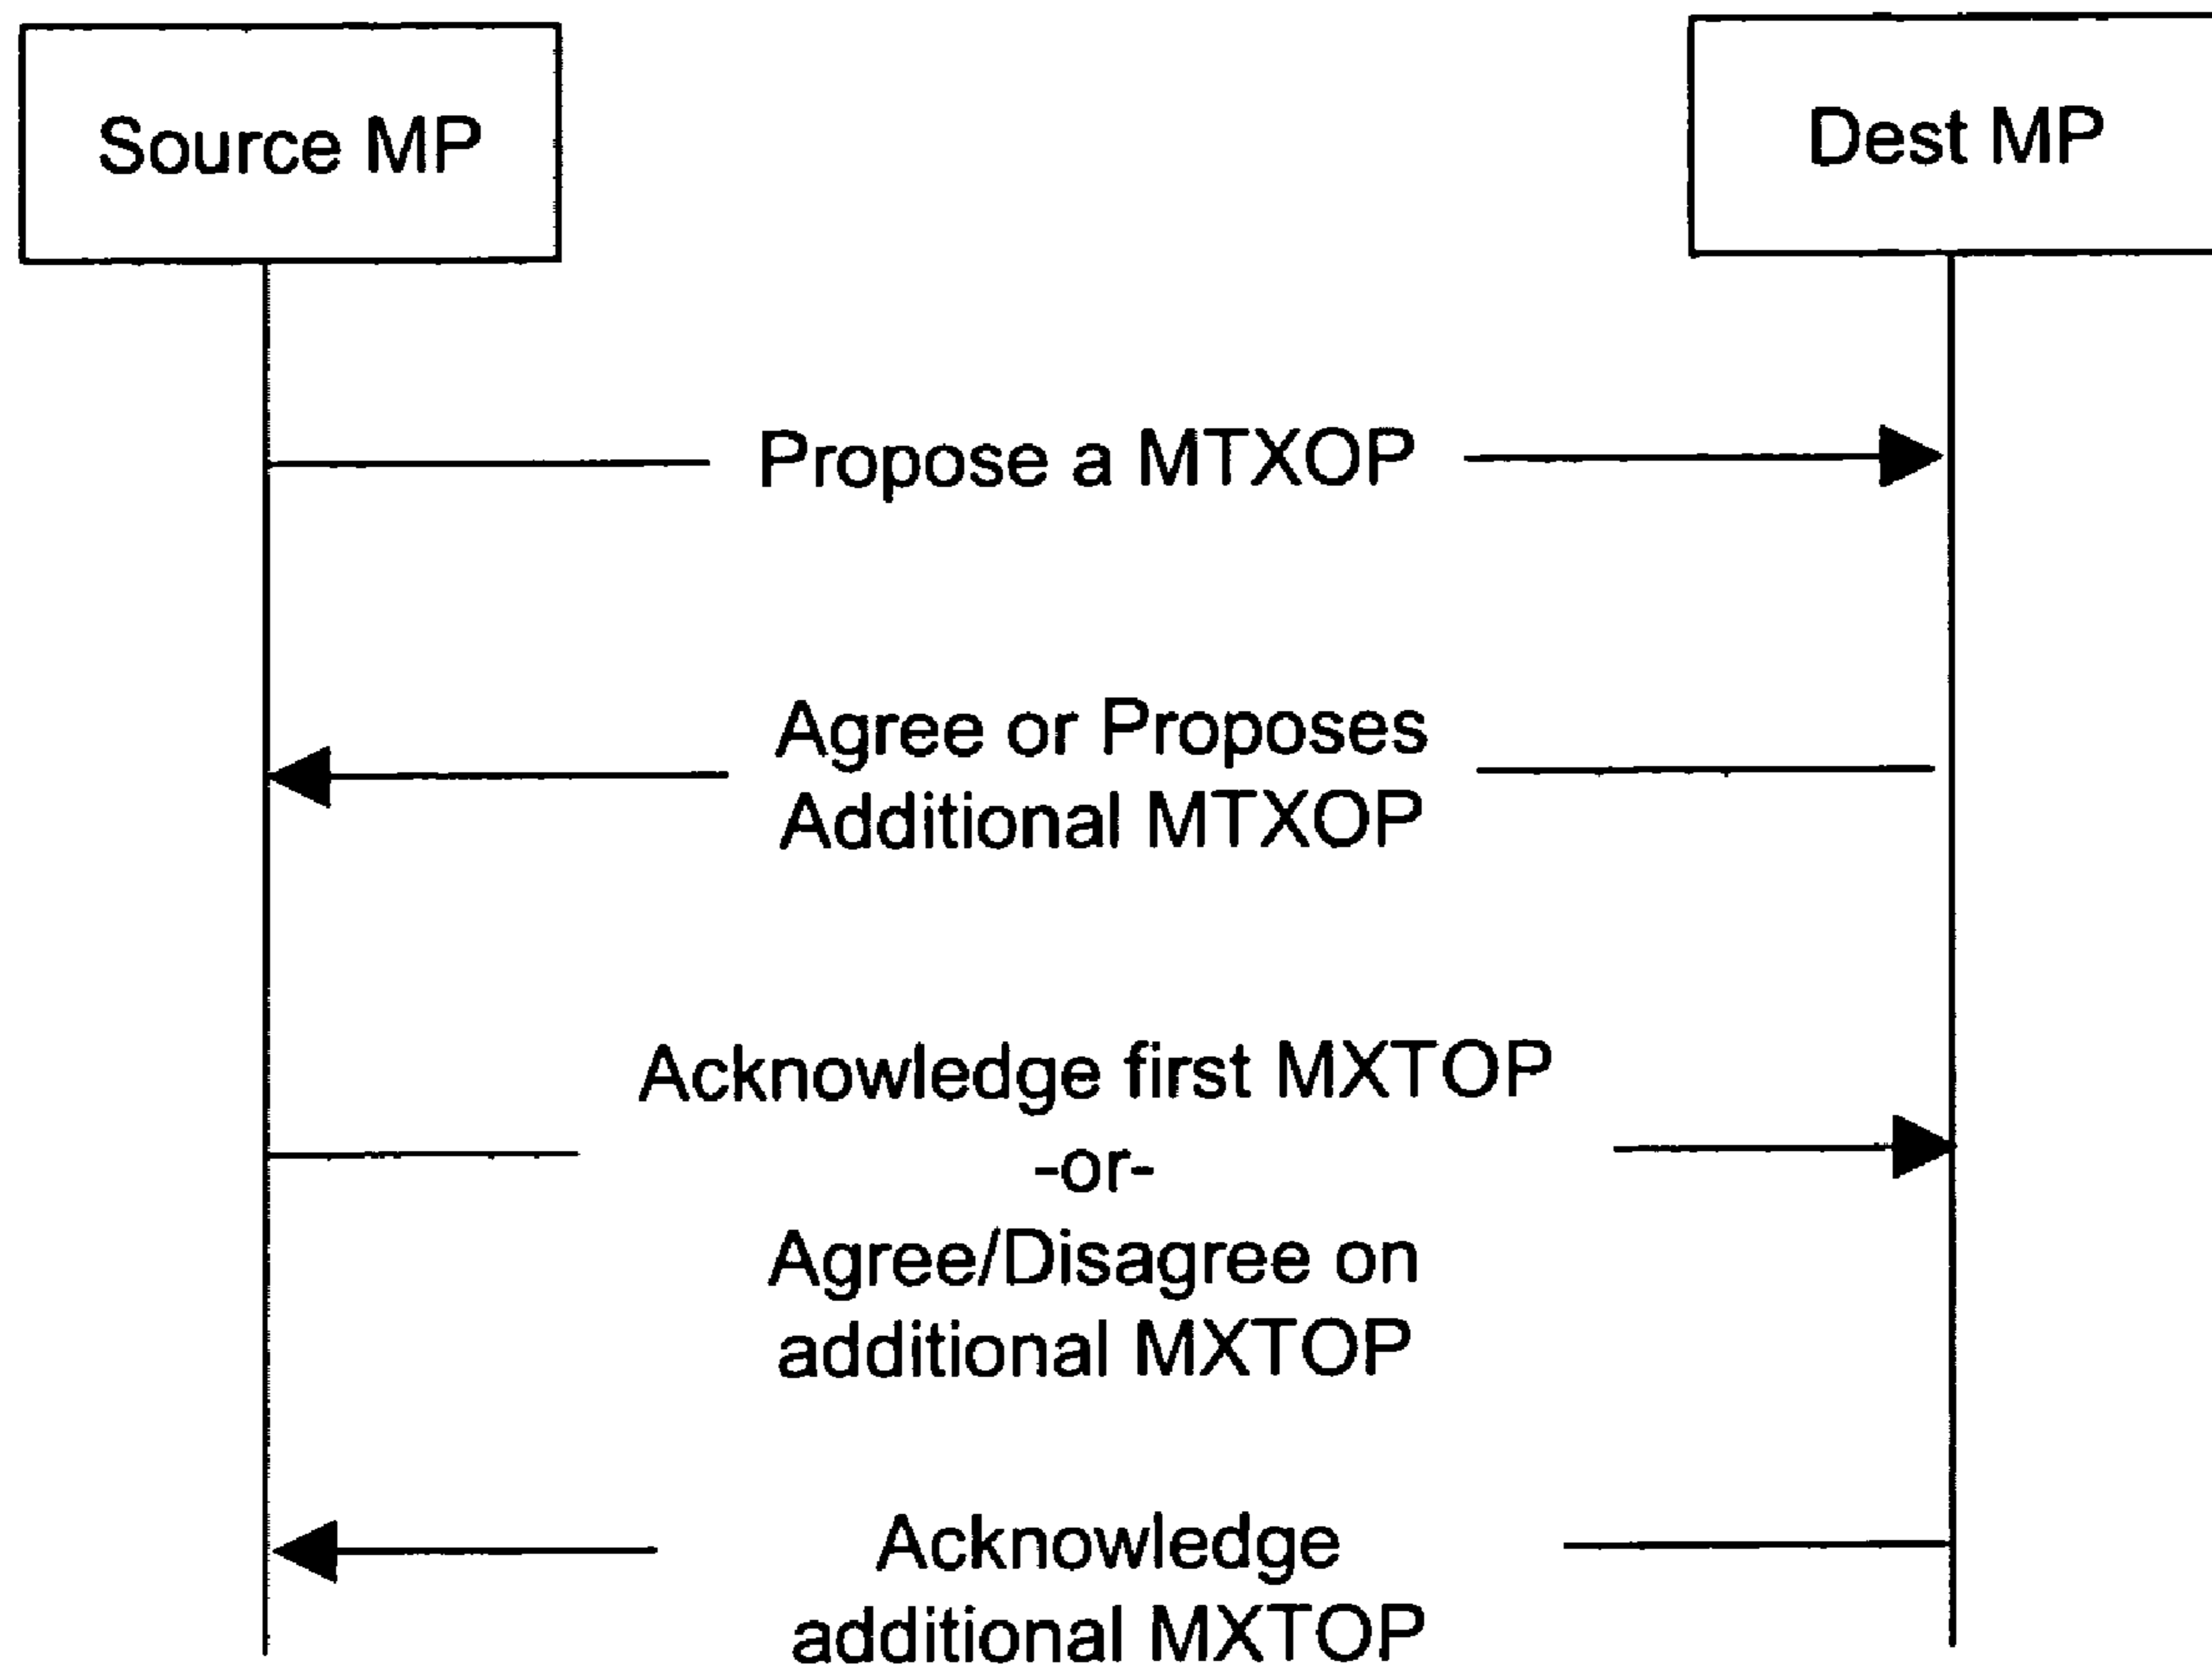 Source MP
Dest MP
Propose a MTXOP
Agree or Proposes
Additional MTXOP
Acknowledge first MXTOP
-or-
Agree/Disagree on
additional MXTOP
Acknowledge
additional MXTOP